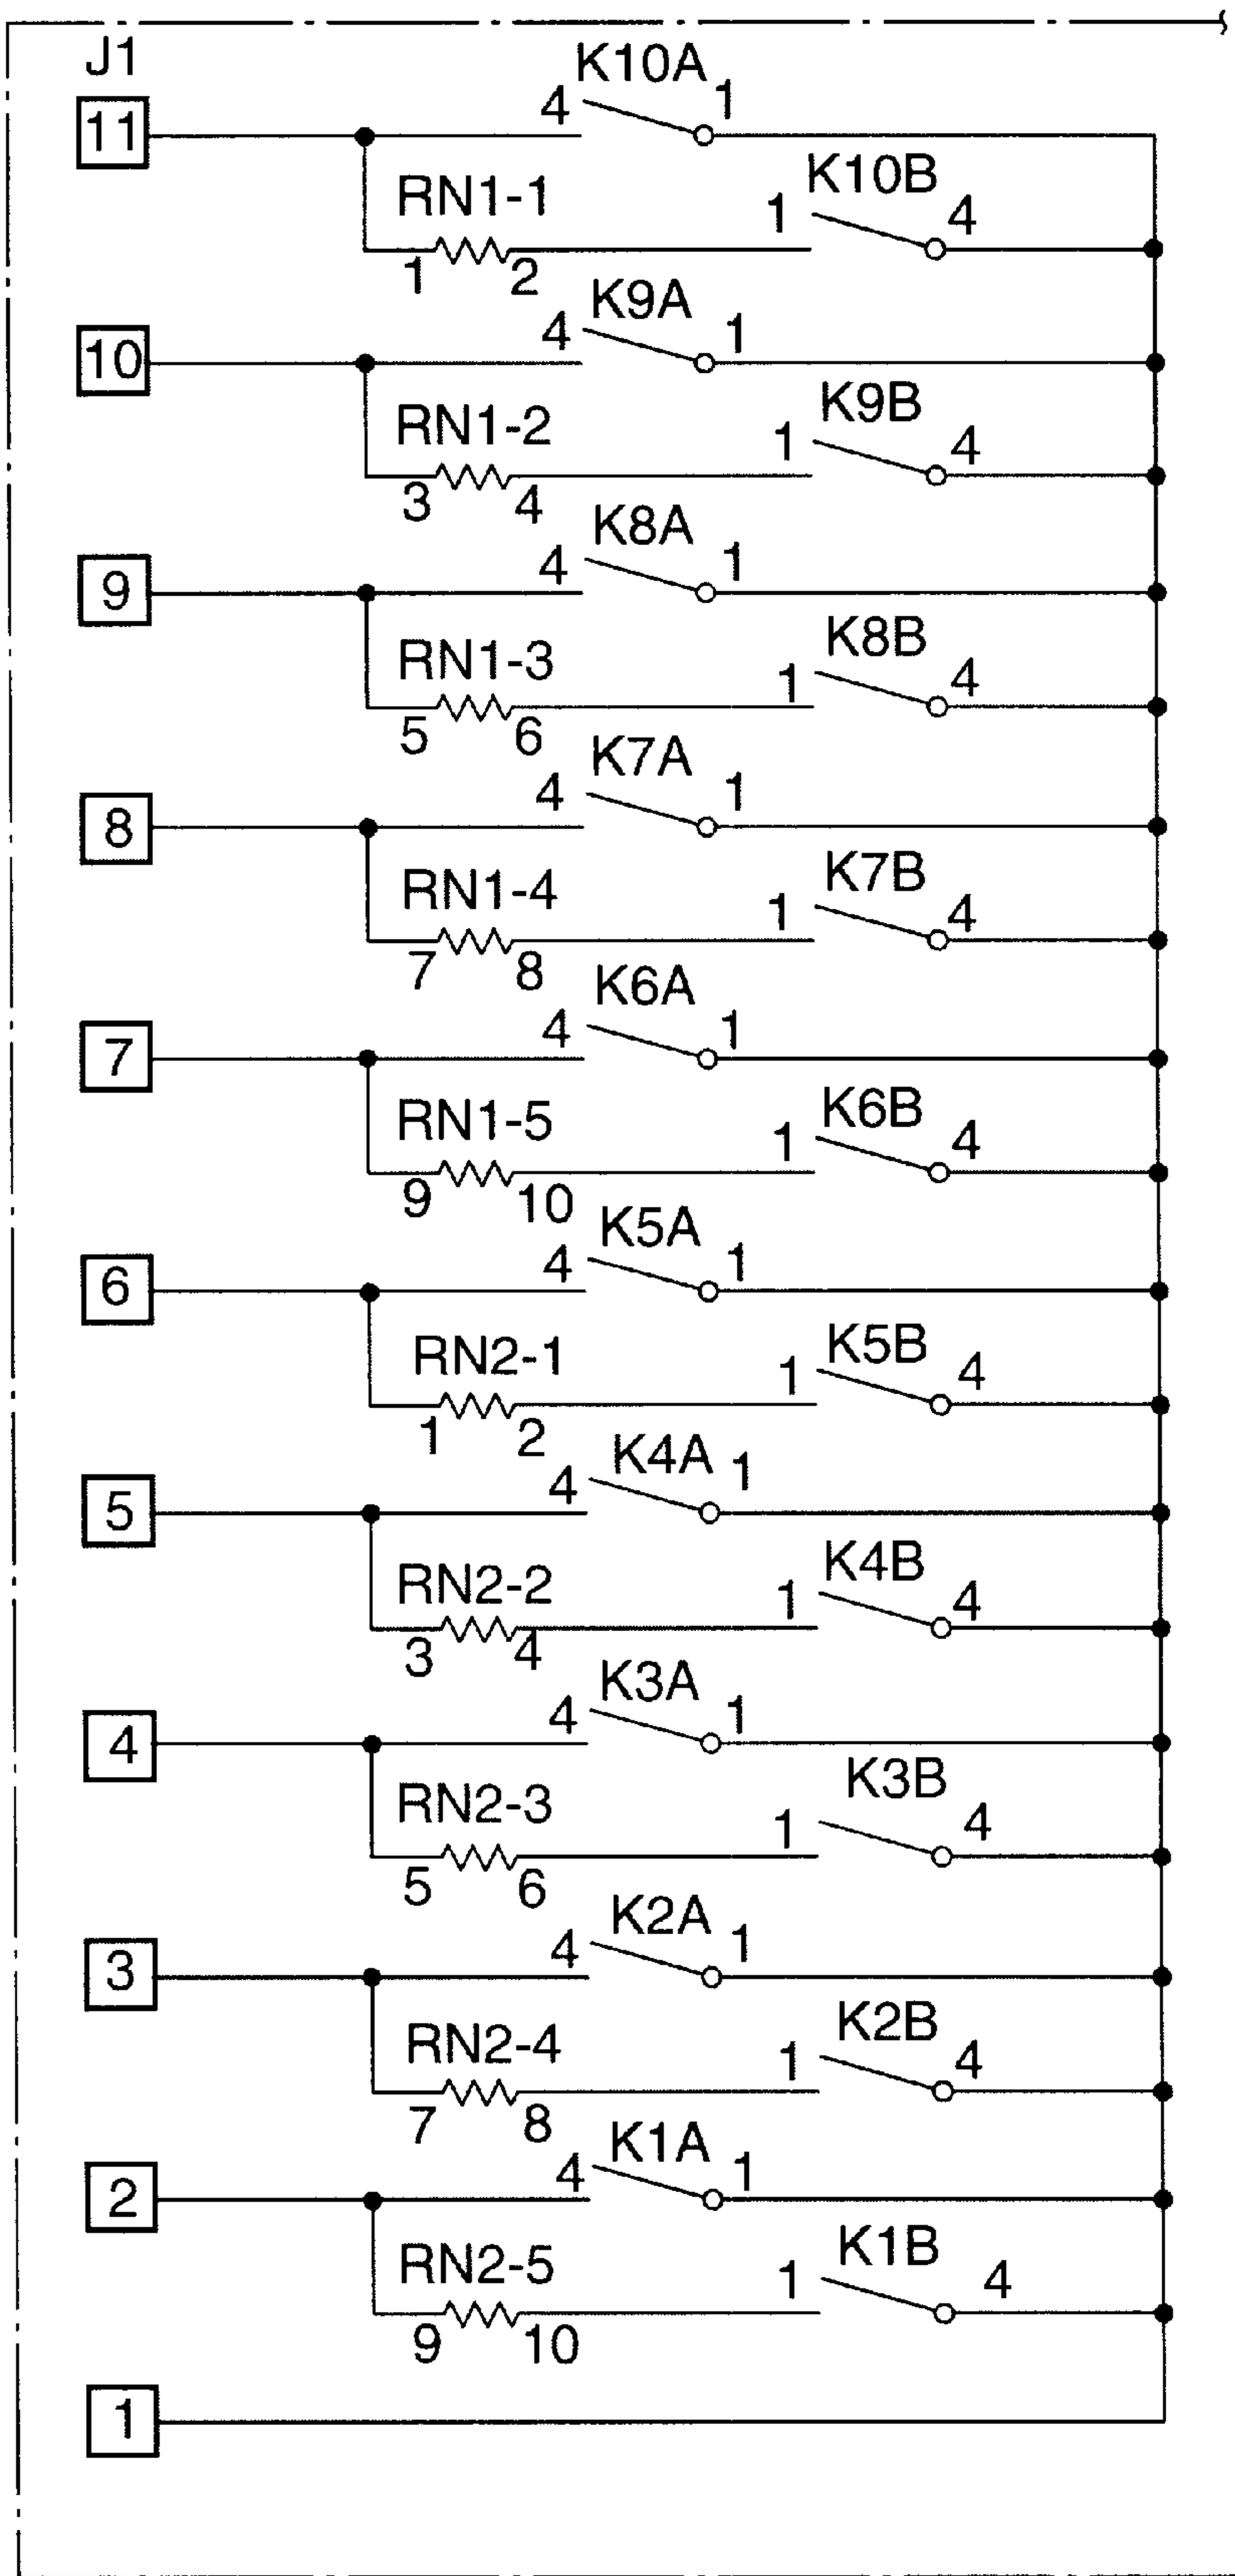 J1
K10A
11 4 1
K10B
RN1-1 1 4
1 2
K9A
10 4 1
K9B
RN1-2 1 4
3 4
K8A
9 4 1
K8B
RN1-3 1 4
5 6
K7A
8 4 1
K7B
RN1-4 1 4
7 8
K6A
7 4 1
K6B
RN1-5 1 4
9 10
K5A
6 4 1
K5B
RN2-1 1 4
1 2
K4A
5 4 1
K4B
RN2-2 1 4
3 4
K3A
4 4 1
K3B
RN2-3 1 4
5 6
K2A
3 4 1
K2B
RN2-4 1 4
7 8
K1A
2 4 1
K1B
RN2-5 1 4
9 10
1